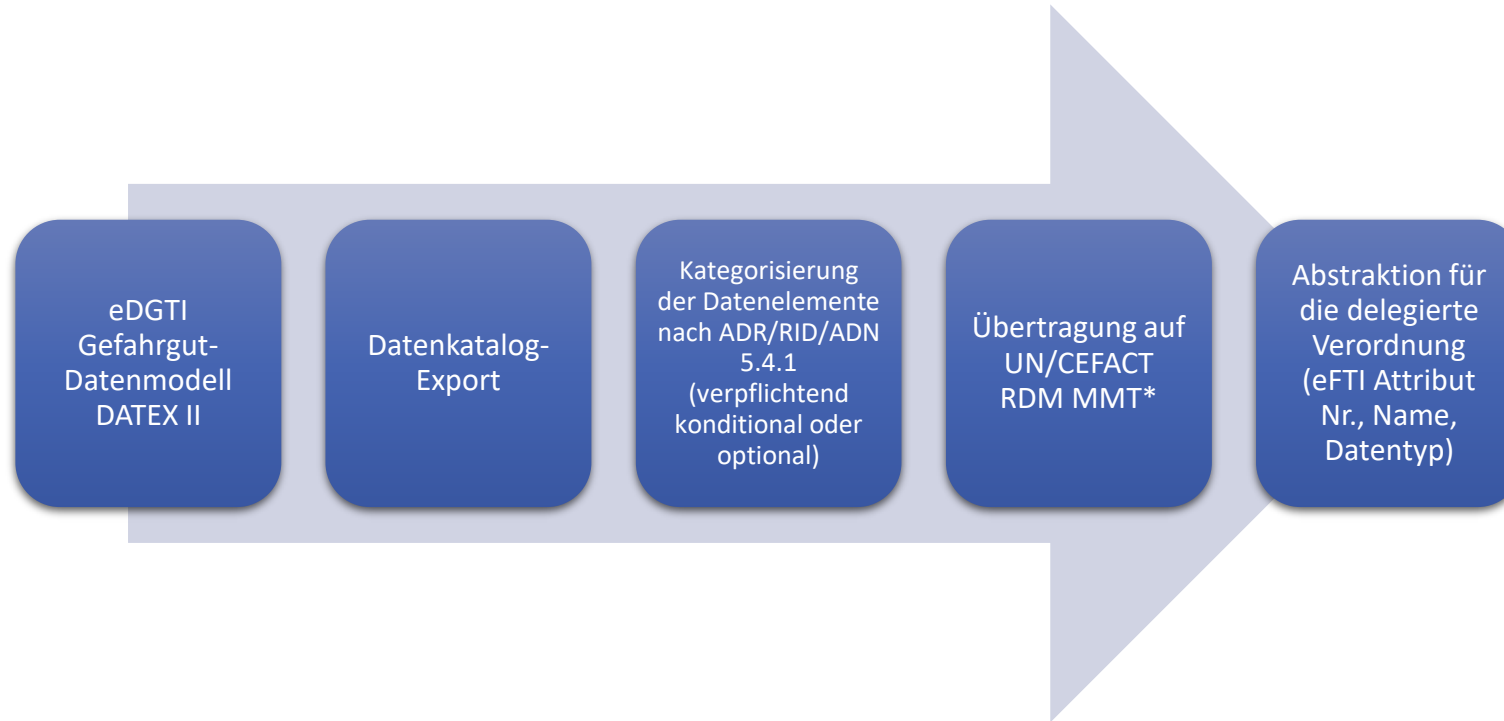 eDGTI
Gefahrgut-
Datenmodell
DATEX II
Datenkatalog-
Export
Kategorisierung
der Datenelemente
nach ADR/RID/ADN
5.4.1
(verpflichtend
konditional oder
optional)
Übertragung auf
UN/CEFACT
RDM MMT*
Abstraktion für
die delegierte
Verordnung
(eFTI Attribut
Nr., Name,
Datentyp)